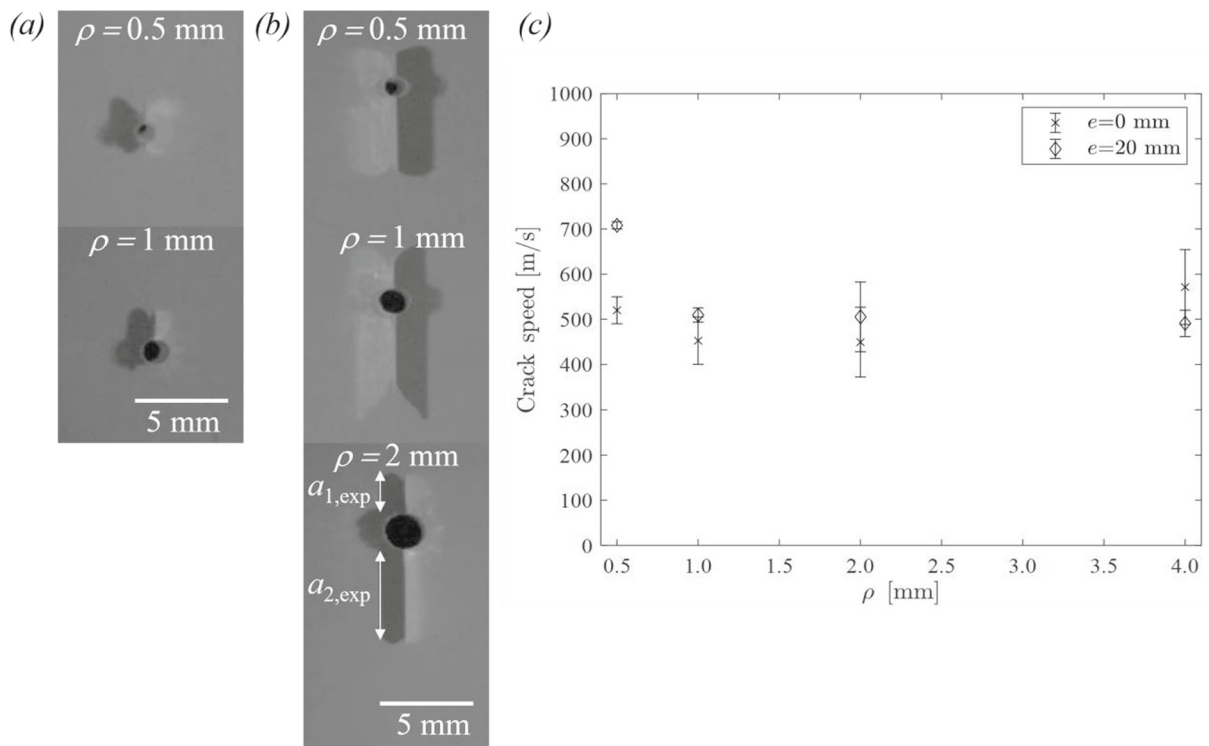 (a)
ρ = 0.5 mm
ρ = 1 mm
5 mm
(b)
ρ = 0.5 mm
ρ = 1 mm
ρ = 2 mm
a1,exp
a2,exp
5 mm
(c)
1000
900
800
700
600
500
400
300
200
100
0
Crack speed [m/s]
e=0 mm
e=20 mm
0.5 1.0 1.5 2.0 2.5 3.0 3.5 4.0
ρ [mm]